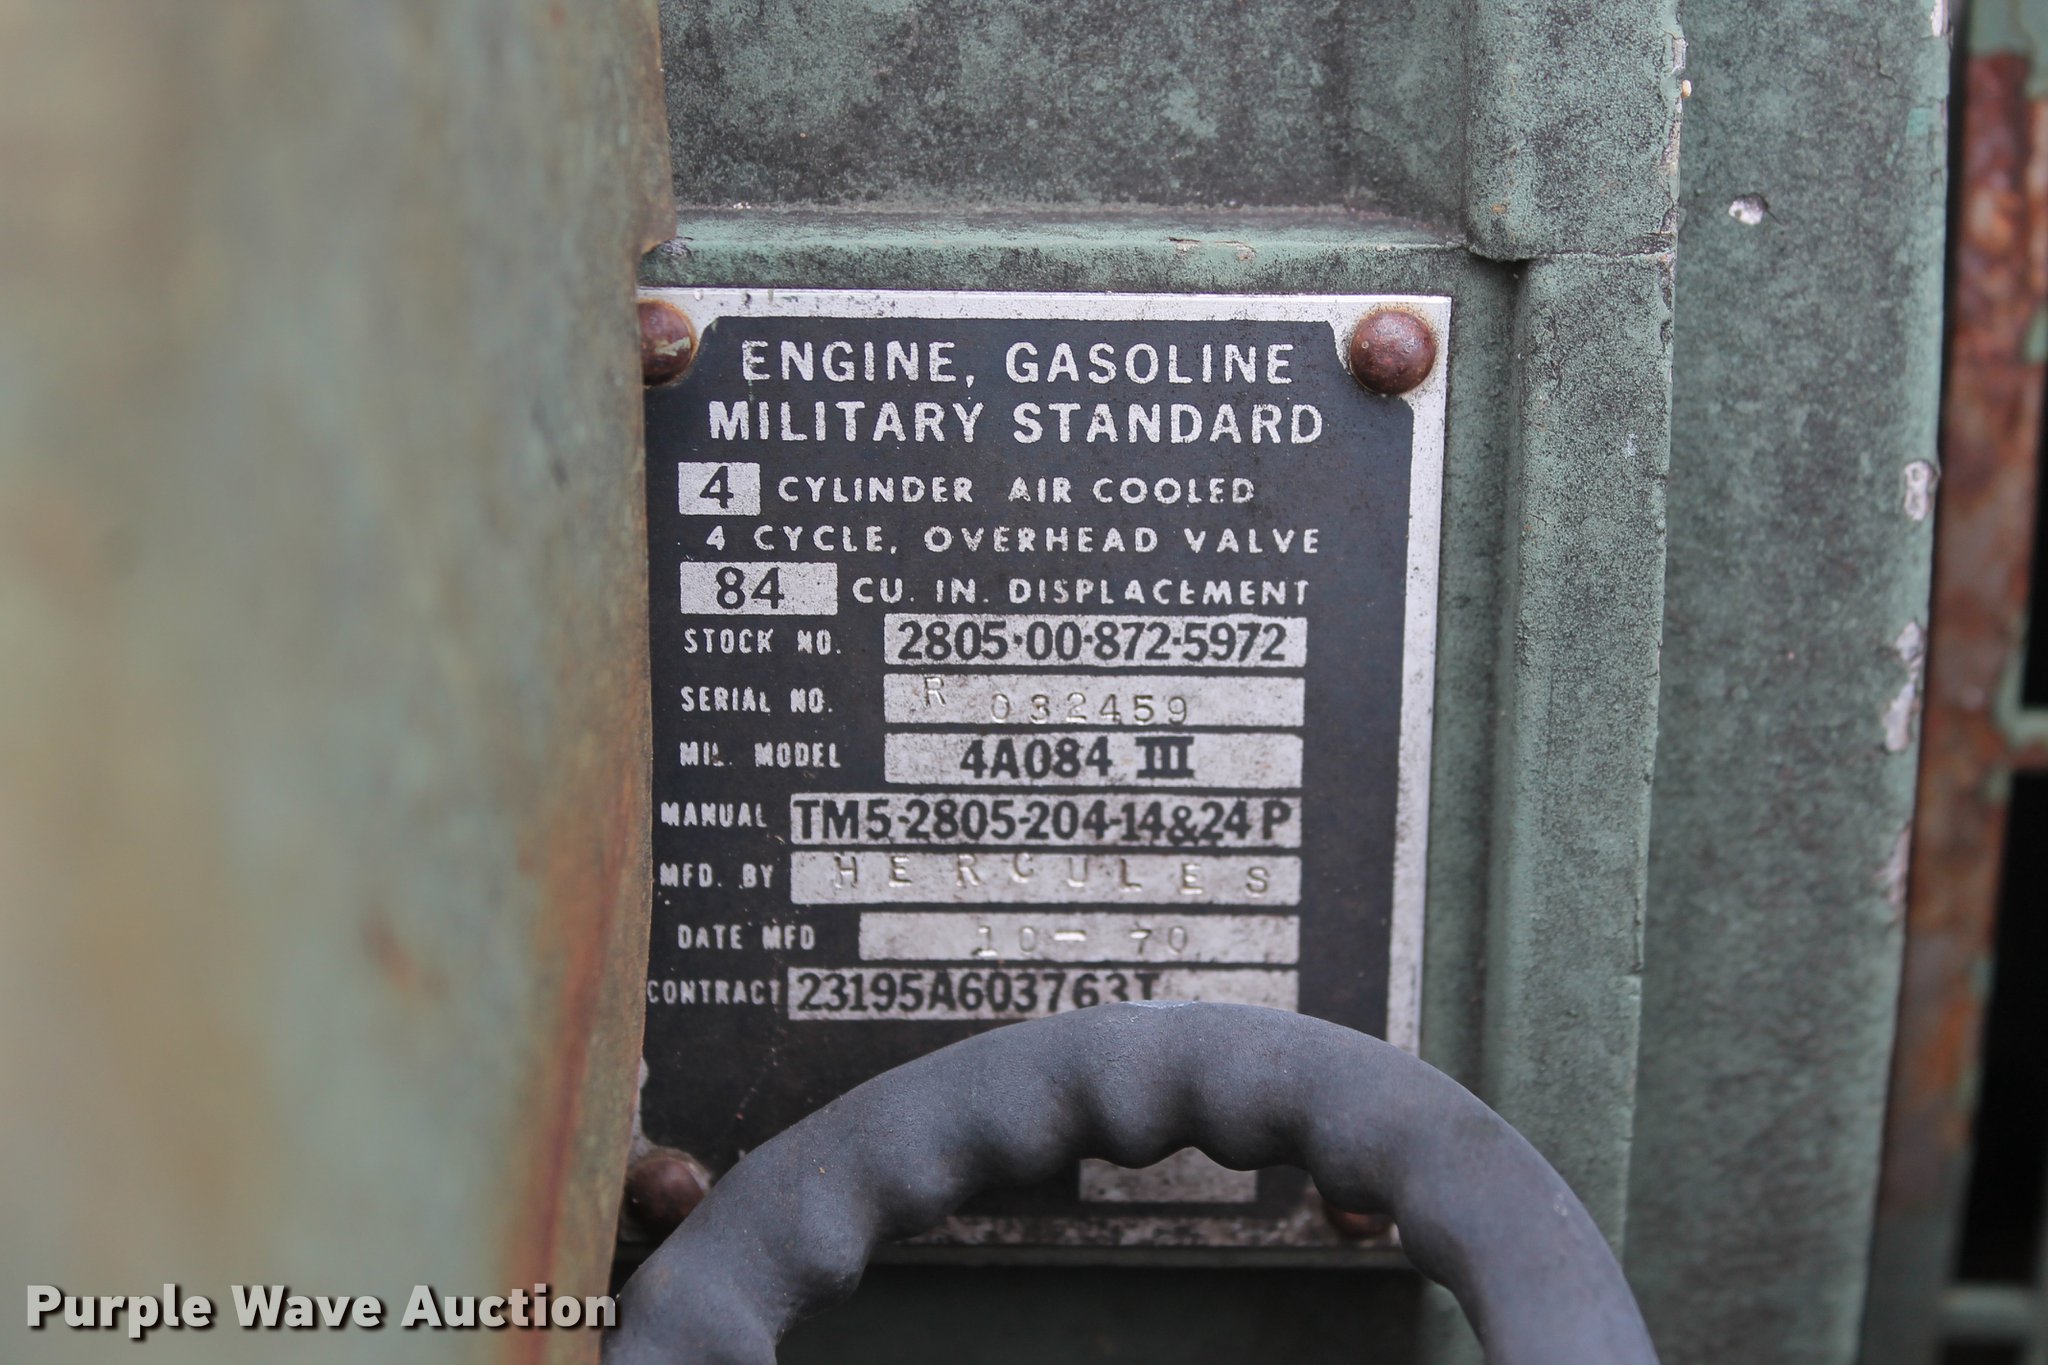 ENGINE, GASOLINE
MILITARY STANDARD
4 CYLINDER AIR COOLED
4 CYCLE, OVERHEAD VALVE
84 CU. IN. DISPLACEMENT
STOCK NO. 2805-00-872-5972
SERIAL NO. R 032459
MIL. MODEL 4A084 III
MANUAL TM5-2805-204-14&24P
MFD. BY HERCULES
DATE MFD 10-70
CONTRACT 23195A603763
Purple Wave Auction